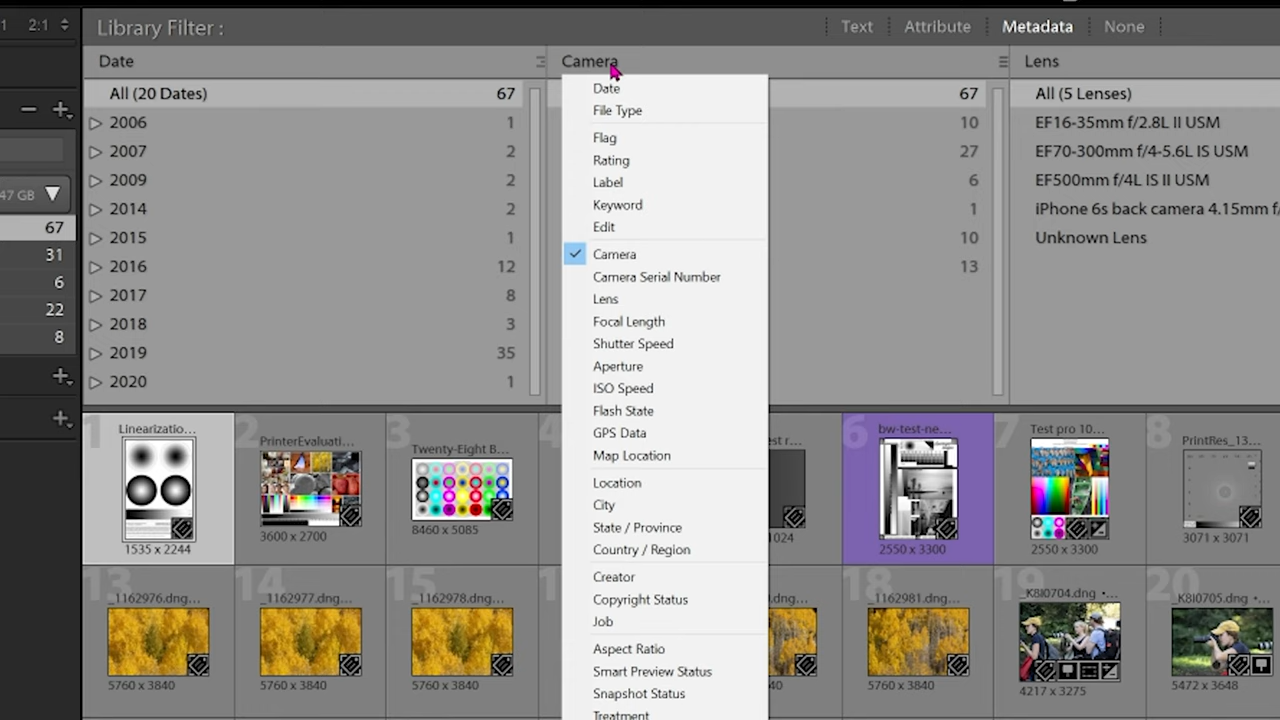 1 2:1
Library Filter :
Text Attribute Metadata None
Date
All (20 Dates) 67
2006 1
2007 2
2009 2
2014 2
2015 1
2016 12
2017 8
2018 3
2019 35
2020 1
Camera
67
10
27
6
1
10
13
Lens
All (5 Lenses)
EF16-35mm f/2.8L II USM
EF70-300mm f/4-5.6L IS USM
EF500mm f/4L IS II USM
iPhone 6s back camera 4.15mm f/
Unknown Lens
47 GB
67
31
6
22
8
Date
File Type
Flag
Rating
Label
Keyword
Edit
Camera
Camera Serial Number
Lens
Focal Length
Shutter Speed
Aperture
ISO Speed
Flash State
GPS Data
Map Location
Location
City
State / Province
Country / Region
Creator
Copyright Status
Job
Aspect Ratio
Smart Preview Status
Snapshot Status
Treatment
1
Linearizatio...
1535 x 2244
2
PrinterEvaluati...
3600 x 2700
3
Twenty-Eight B...
8460 x 5085
4
est r...
1024
6
bw-test-ne...
2550 x 3300
7
Test pro 10...
2550 x 3300
8
PrintRes_13...
3071 x 3071
13
_1162976.dng...
5760 x 3840
14
_1162977.dng...
5760 x 3840
15
_1162978.dng...
5760 x 3840
1
.dng...
40
18
_1162981.dng...
5760 x 3840
19
_K8I0704.dng •...
4217 x 3275
20
_K8I0705.dng •...
5472 x 3648